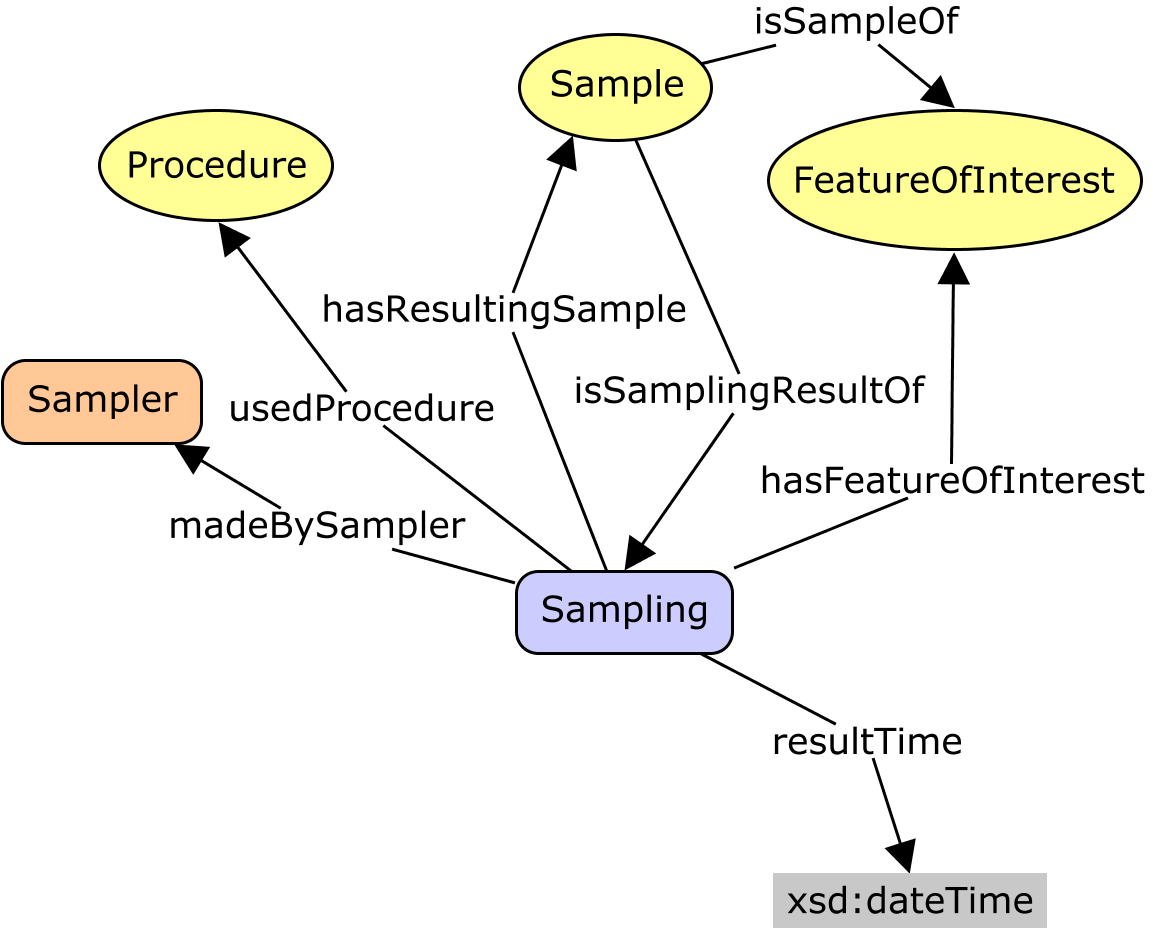 isSampleOf
Sample
Procedure
FeatureOfInterest
hasResultingSample
isSamplingResultOf
Sampler
usedProcedure
hasFeatureOfInterest
madeBySampler
Sampling
resultTime
xsd:dateTime